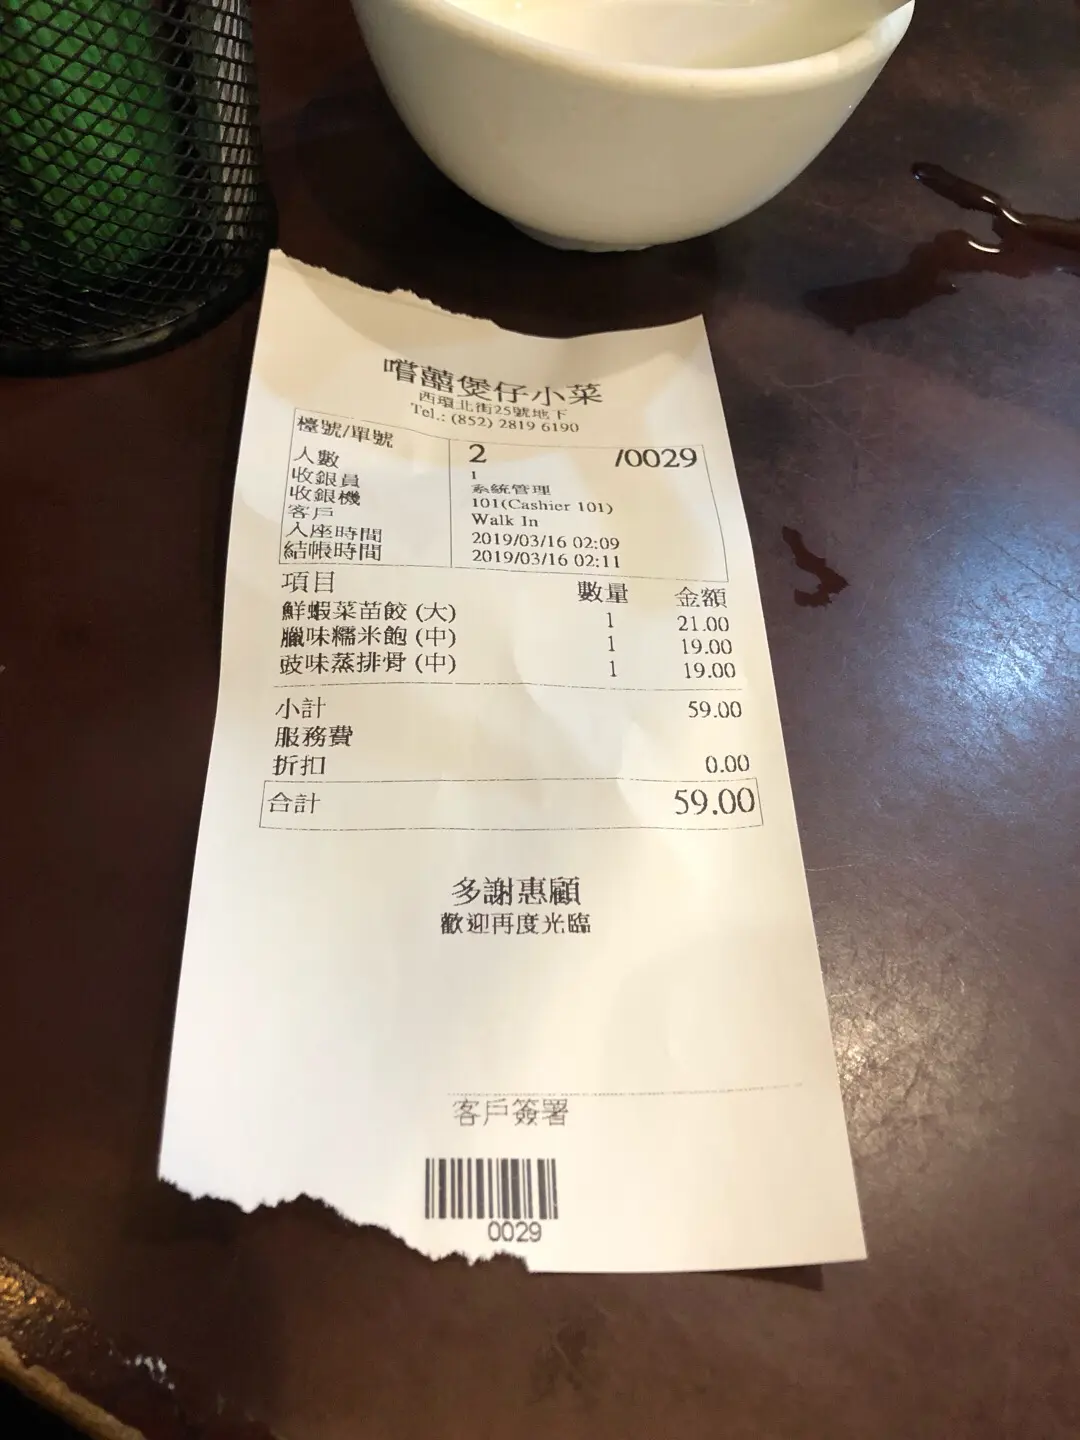 嚐囍煲仔小菜
西環北街25號地下
Tel.: (852) 2819 6190
檯號/單號 2 /0029
人數 1
收銀員 系統管理
收銀機 101(Cashier 101)
客戶 Walk In
入座時間 2019/03/16 02:09
結帳時間 2019/03/16 02:11
項目 數量 金額
鮮蝦菜苗餃 (大) 1 21.00
臘味糯米飽 (中) 1 19.00
豉味蒸排骨 (中) 1 19.00
小計 59.00
服務費
折扣 0.00
合計 59.00
多謝惠顧
歡迎再度光臨
客戶簽署
0029